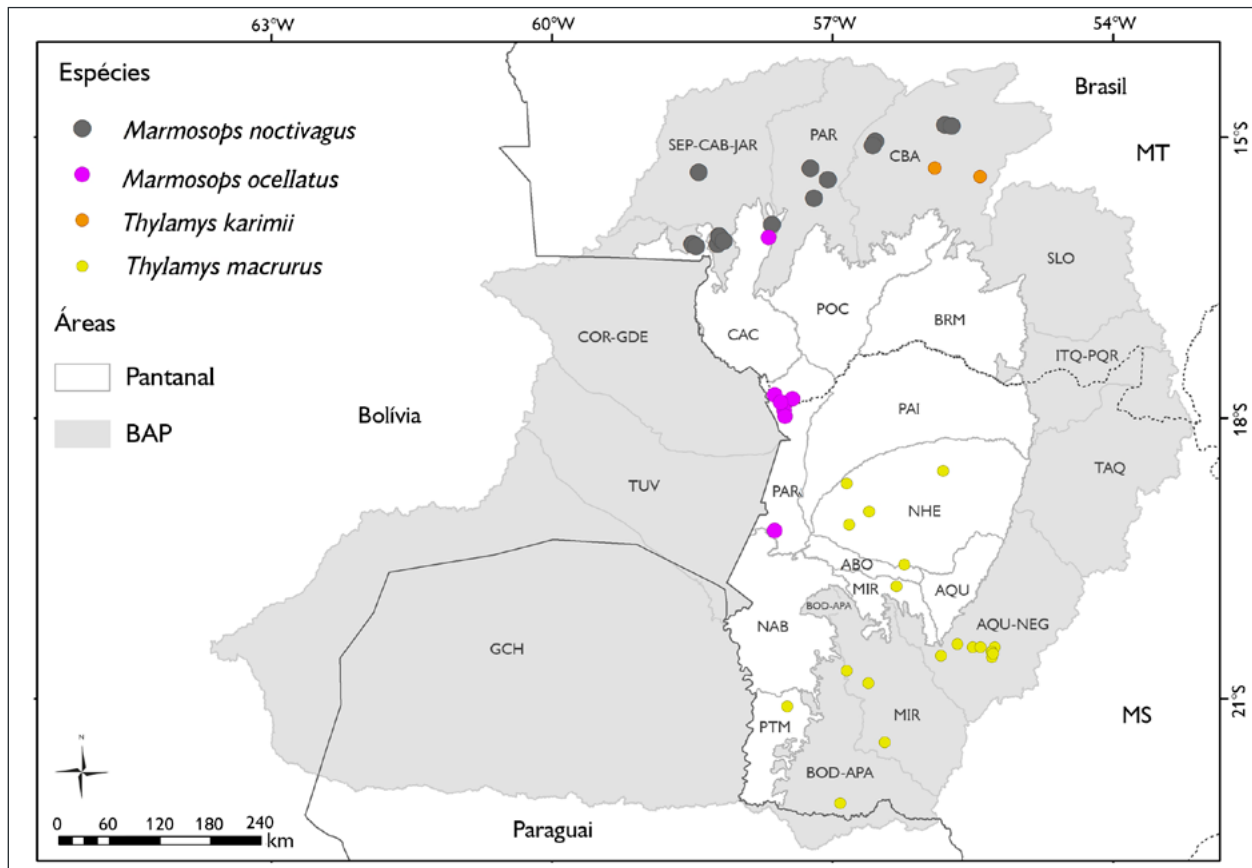 63°W
60°W
57°W
54°W
Espécies
Marmosops noctivagus
Marmosops ocellatus
Thylamys karimii
Thylamys macrurus
Áreas
Pantanal
BAP
Brasil
15°S
MT
SEP-CAB-JAR
PAR
CBA
SLO
POC
BRM
CAC
COR-GDE
ITQ-PQR
Bolívia
18°S
PAI
TAQ
TUV
PAR
NHE
ABO
MIR
AQU
BOD-APA
AQU-NEG
NAB
GCH
21°S
MS
MIR
PTM
BOD-APA
N
0 60 120 180 240
km
Paraguai